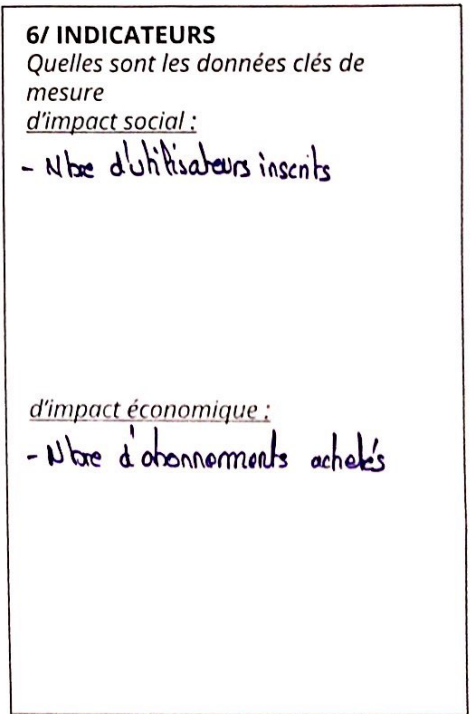 6/ INDICATEURS
Quelles sont les données clés de
mesure
d'impact social :
- Nbre d'utilisateurs inscrits
d'impact économique :
- Nbre d'abonnements achetés